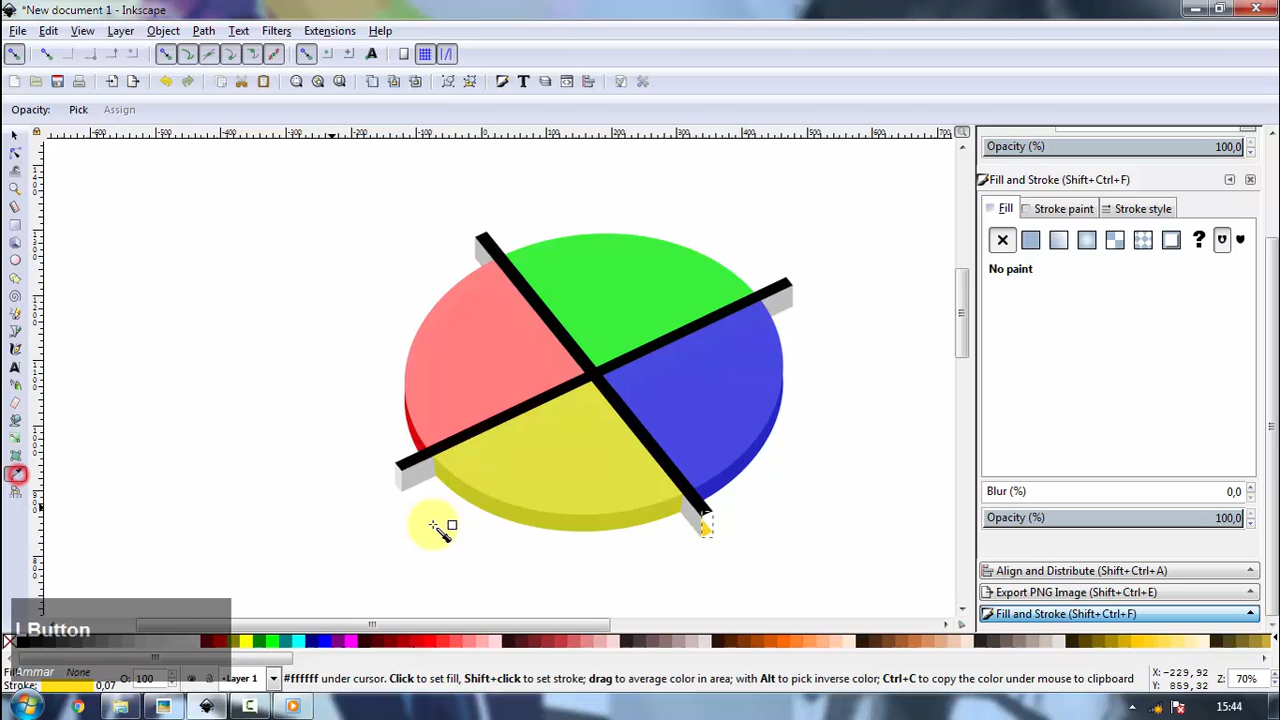 *New document 1 - Inkscape
File Edit View Layer Object Path Text Filters Extensions Help
Opacity: Pick Assign
Opacity (%) 100,0
Fill and Stroke (Shift+Ctrl+F)
Fill Stroke paint Stroke style
No paint
Blur (%) 0,0
Opacity (%) 100,0
Align and Distribute (Shift+Ctrl+A)
Export PNG Image (Shift+Ctrl+E)
Fill and Stroke (Shift+Ctrl+F)
I Button
Ammar
None
Stroke: 0,07
O: 100
Layer 1
#ffffff under cursor. Click to set fill, Shift+click to set stroke; drag to average color in area; with Alt to pick inverse color; Ctrl+C to copy the color under mouse to clipboard
X: -229,92
Y: 859,32
Z: 70%
15:44